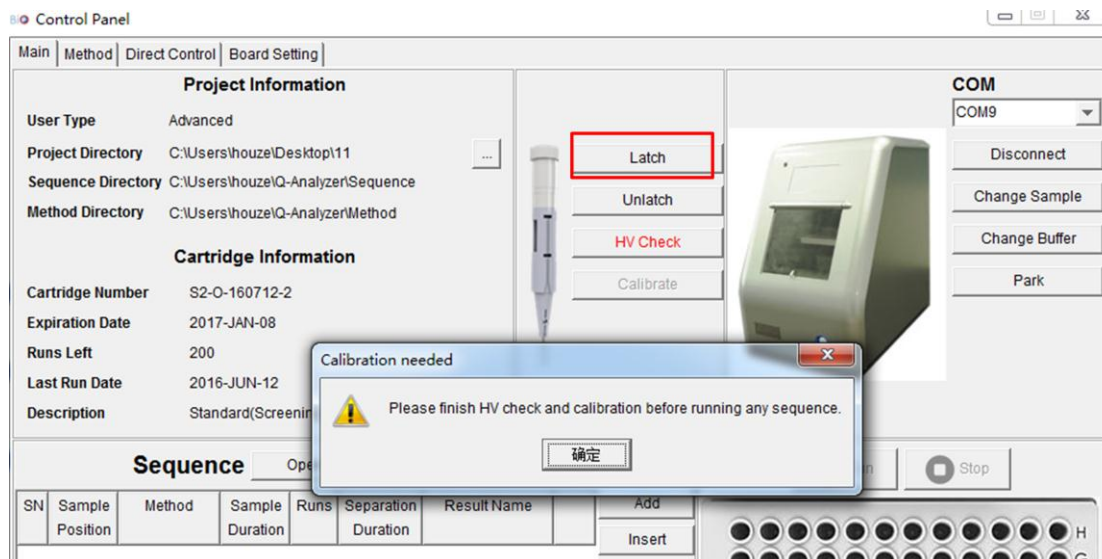 BiO Control Panel
Main Method Direct Control Board Setting
Project Information
User Type Advanced
Project Directory C:\Users\houze\Desktop\11 ...
Sequence Directory C:\Users\houze\Q-Analyzer\Sequence
Method Directory C:\Users\houze\Q-Analyzer\Method
Cartridge Information
Cartridge Number S2-O-160712-2
Expiration Date 2017-JAN-08
Runs Left 200
Last Run Date 2016-JUN-12
Description
Latch
Unlatch
HV Check
Calibrate
COM
COM9
Disconnect
Change Sample
Change Buffer
Park
Calibration needed
Please finish HV check and calibration before running any sequence.
确定
Sequence
Stop
SN Sample Position Method Sample Duration Runs Separation Duration Result Name
Add
Insert
H